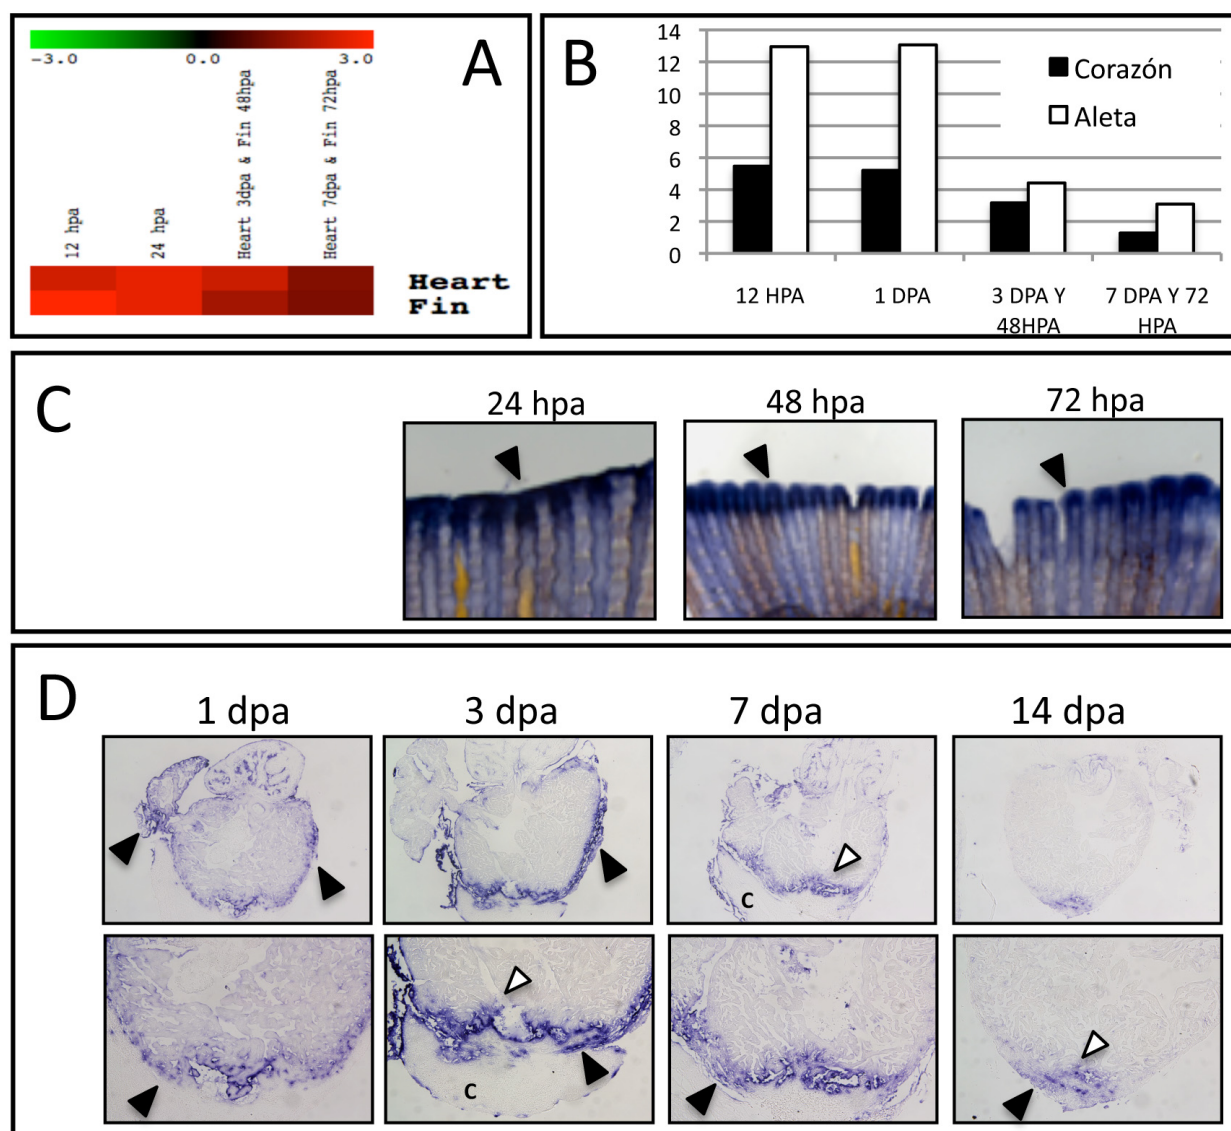 A
-3.0 0.0 3.0
12 hpa
24 hpa
Heart 3dpa & Fin 48hpa
Heart 7dpa & Fin 72hpa
Heart
Fin
B
14
12
10
8
6
4
2
0
Corazón
Aleta
12 HPA
1 DPA
3 DPA Y
48HPA
7 DPA Y 72
HPA
C
24 hpa
48 hpa
72 hpa
D
1 dpa
3 dpa
7 dpa
14 dpa
C
C